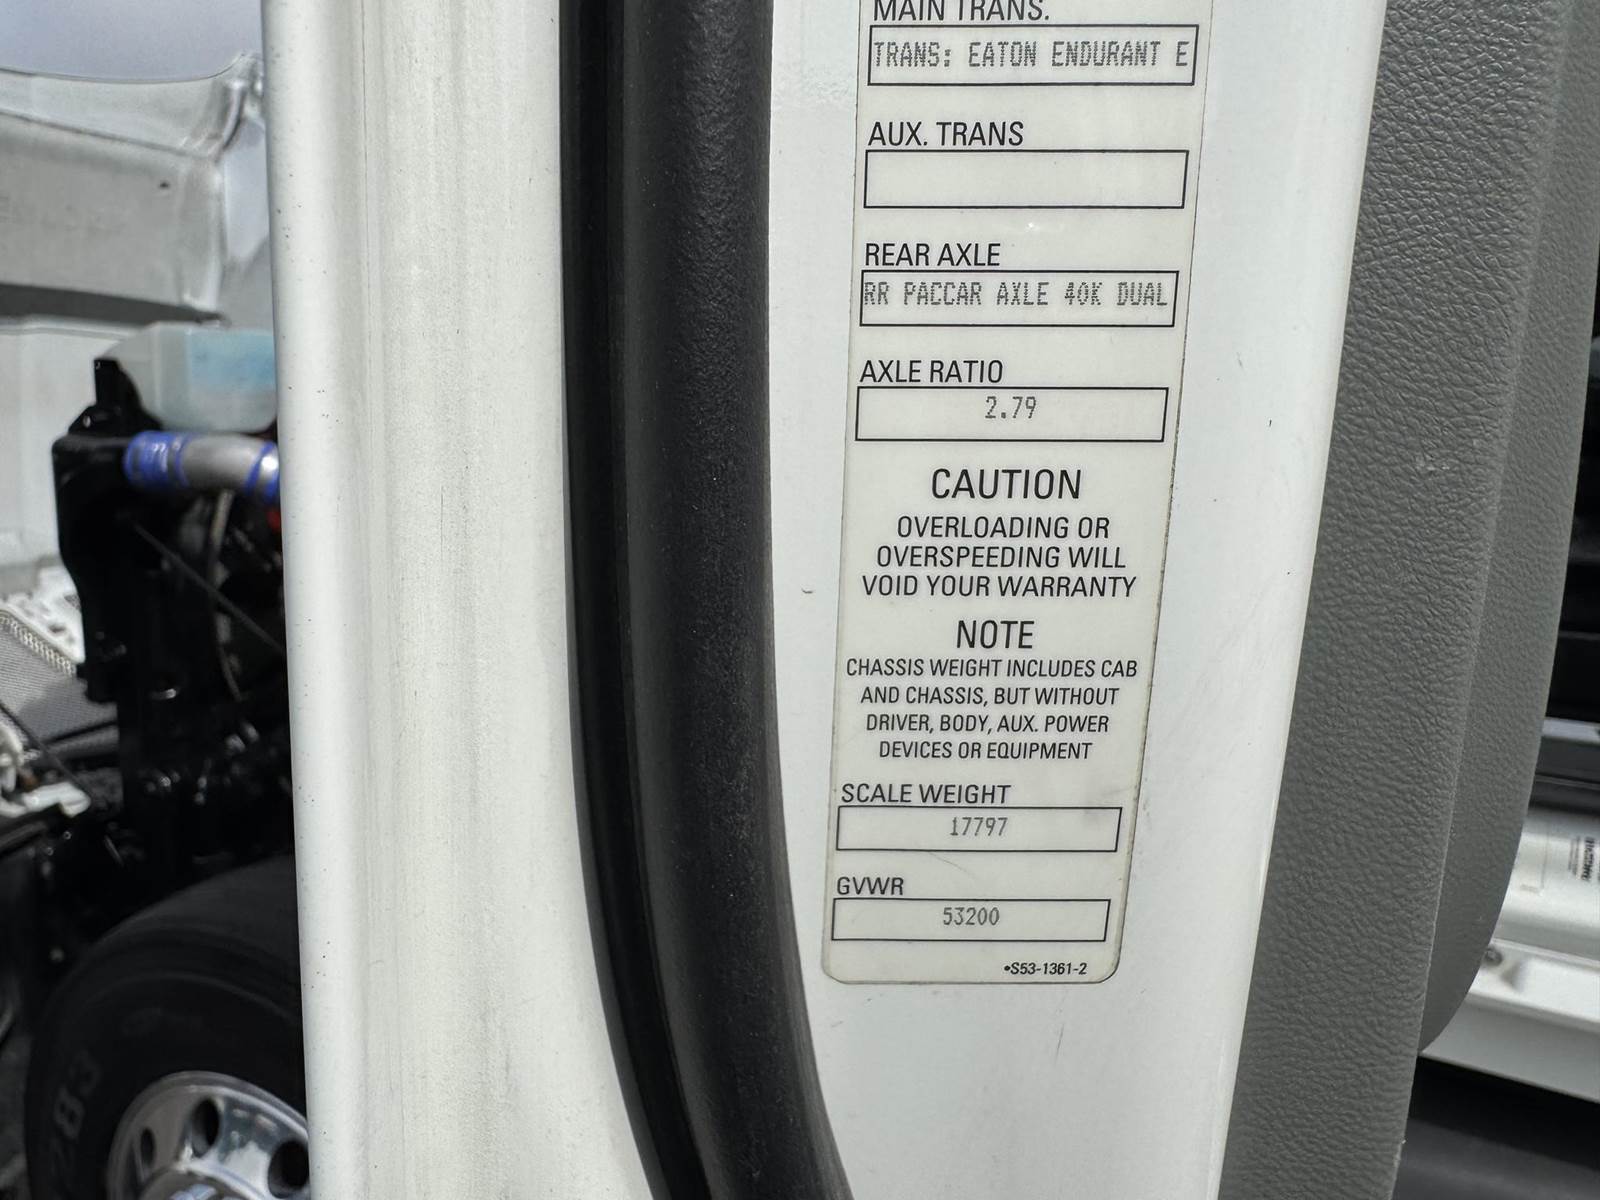 MAIN TRANS.
TRANS: EATON ENDURANT E
AUX. TRANS
REAR AXLE
RR PACCAR AXLE 40K DUAL
AXLE RATIO
2.79
CAUTION
OVERLOADING OR
OVERSPEEDING WILL
VOID YOUR WARRANTY
NOTE
CHASSIS WEIGHT INCLUDES CAB
AND CHASSIS, BUT WITHOUT
DRIVER, BODY, AUX. POWER
DEVICES OR EQUIPMENT
SCALE WEIGHT
17797
GVWR
53200
•S53-1361-2
283